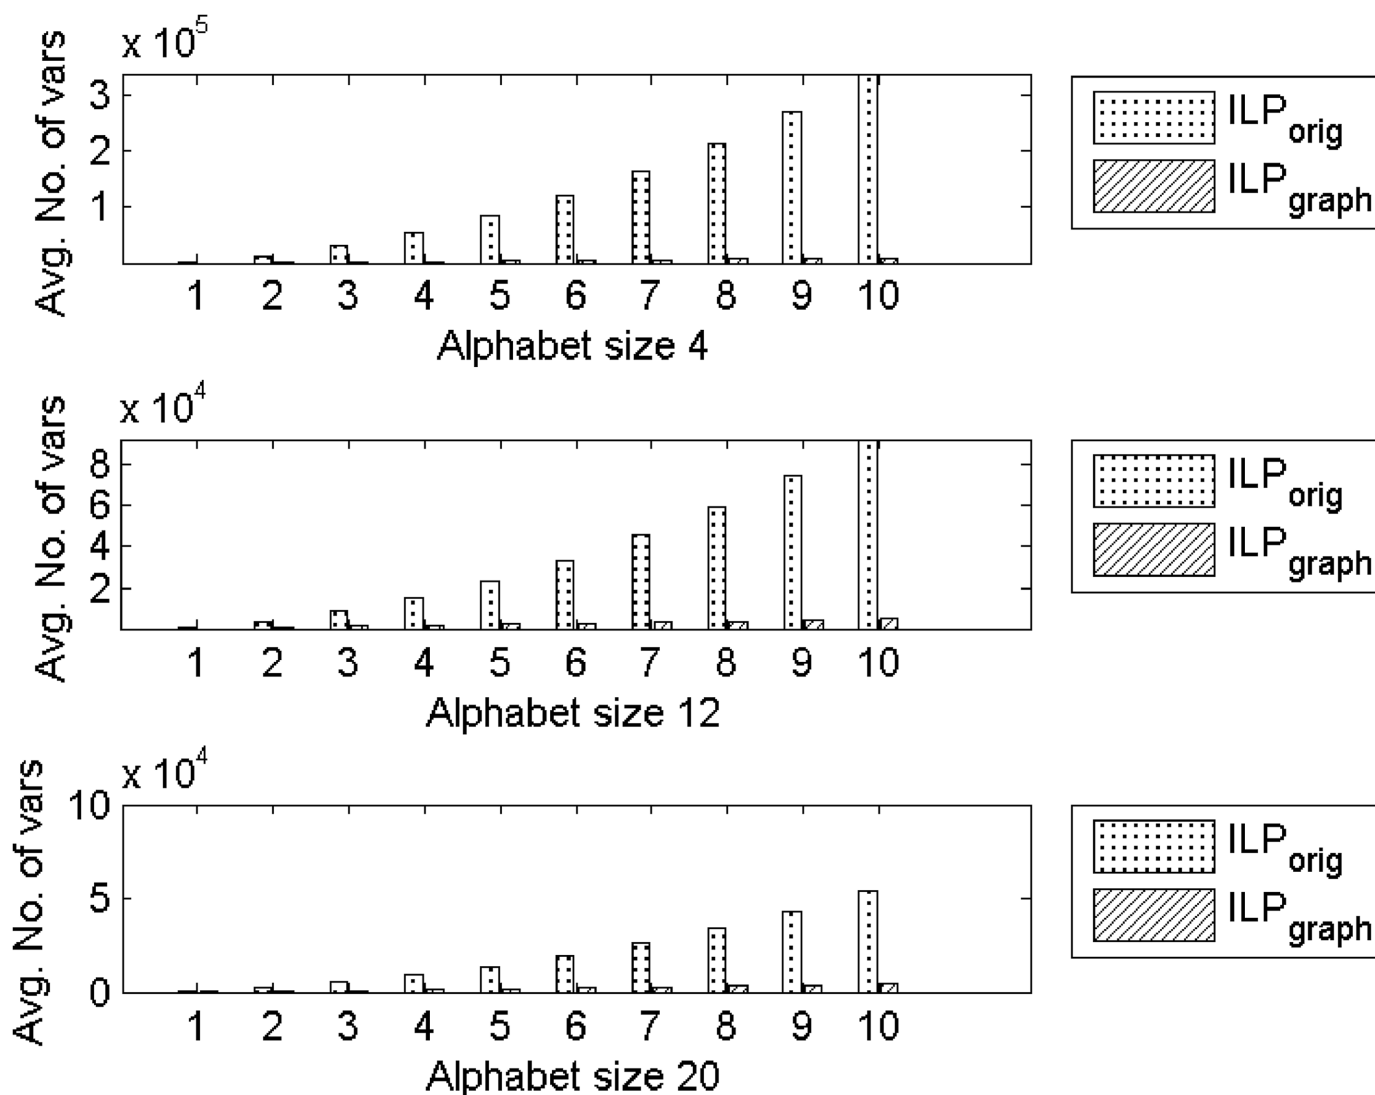 x 10^5
Avg. No. of vars
3
2
1
1 2 3 4 5 6 7 8 9 10
Alphabet size 4
ILP_orig
ILP_graph
x 10^4
Avg. No. of vars
8
6
4
2
1 2 3 4 5 6 7 8 9 10
Alphabet size 12
ILP_orig
ILP_graph
x 10^4
Avg. No. of vars
10
5
0
1 2 3 4 5 6 7 8 9 10
Alphabet size 20
ILP_orig
ILP_graph